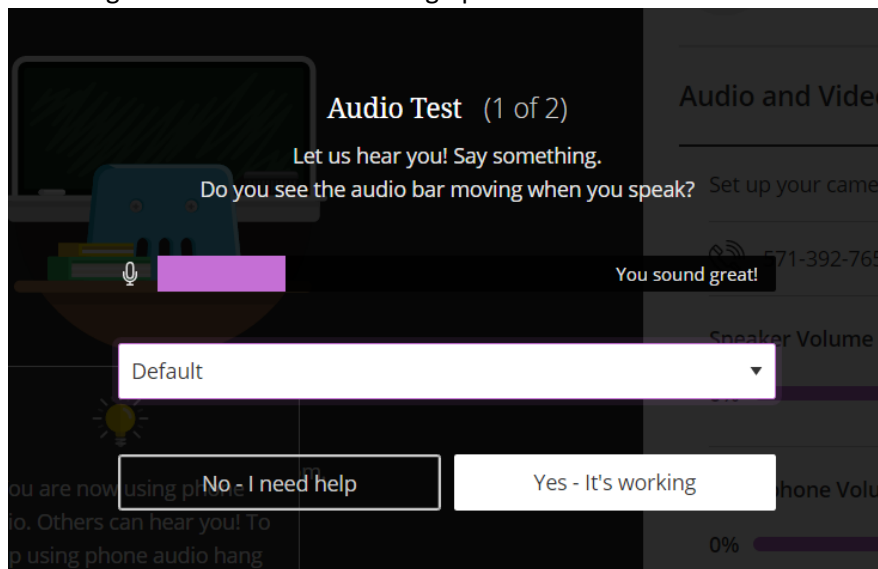 Audio Test (1 of 2)
Let us hear you! Say something.
Do you see the audio bar moving when you speak?
You sound great!
Default
No - I need help
Yes - It's working
Audio and Vide
Set up your came
571-392-765
Speaker Volume
hone Volu
0%
ou are now using phone
io. Others can hear you! To
p using phone audio hang